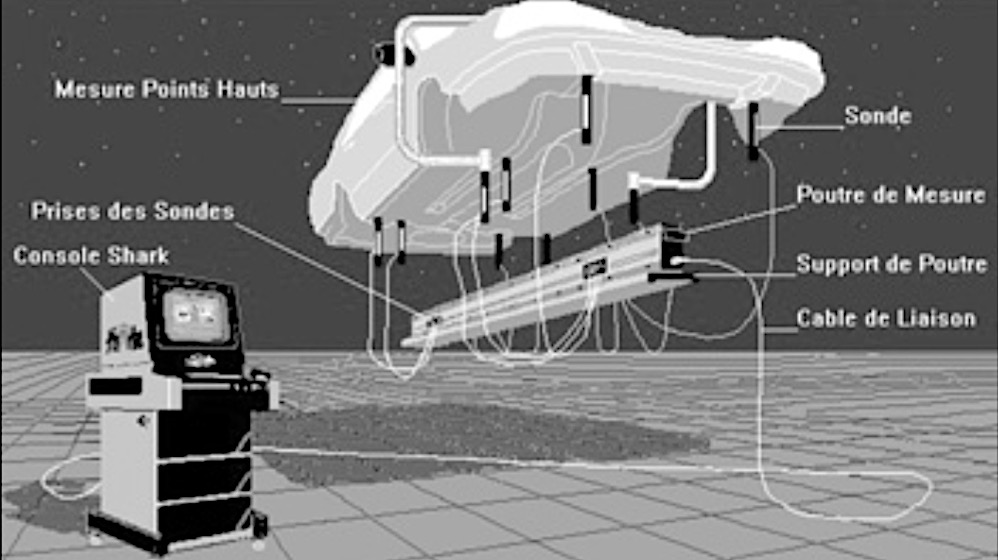 Mesure Points Hauts
Sonde
Poutre de Mesure
Prises des Sondes
Console Shark
Support de Poutre
Cable de Liaison